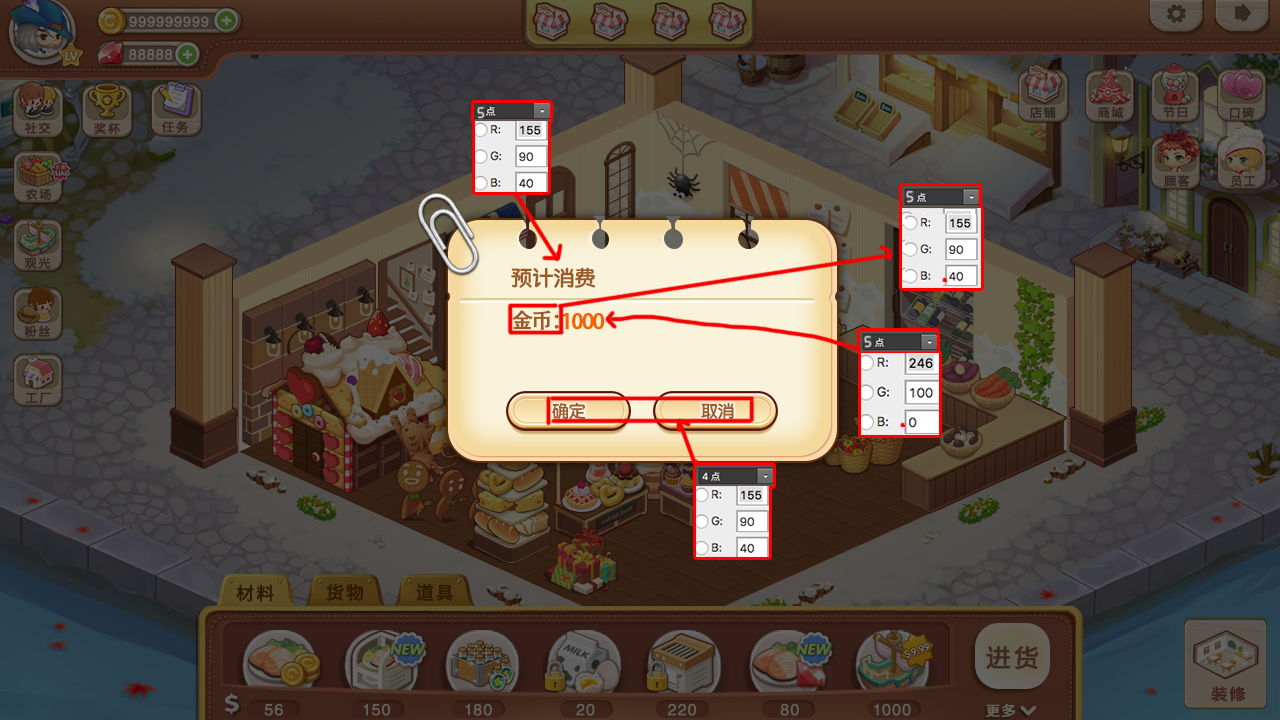 999999999
LV
88888
社交
奖杯
任务
店铺
商城
节日
口碑
农场
顾客
员工
观光
粉丝
工厂
5点
R: 155
G: 90
B: 40
5点
R: 155
G: 90
B: 40
预计消费
金币:1000
5点
R: 246
G: 100
B: 0
确定
取消
4点
R: 155
G: 90
B: 40
材料
货物
道具
NEW
MILK
NEW
$9.99
进货
$ 56 150 180 20 220 80 1000
更多
装修